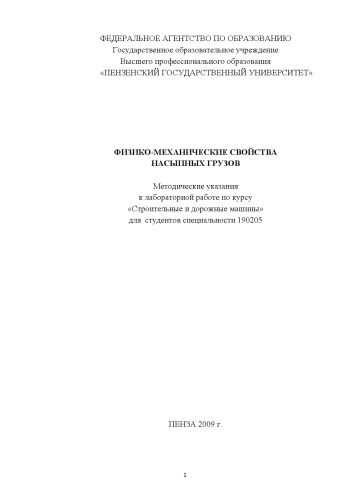 ФЕДЕРАЛЬНОЕ АГЕНТСТВО ПО ОБРАЗОВАНИЮ
Государственное образовательное учреждение
Высшего профессионального образования
«ПЕНЗЕНСКИЙ ГОСУДАРСТВЕННЫЙ УНИВЕРСИТЕТ»
ФИЗИКО-МЕХАНИЧЕСКИЕ СВОЙСТВА
НАСЫПНЫХ ГРУЗОВ
Методические указания
к лабораторной работе по курсу
«Строительные и дорожные машины»
для студентов специальности 190205
ПЕНЗА 2009 г.
1